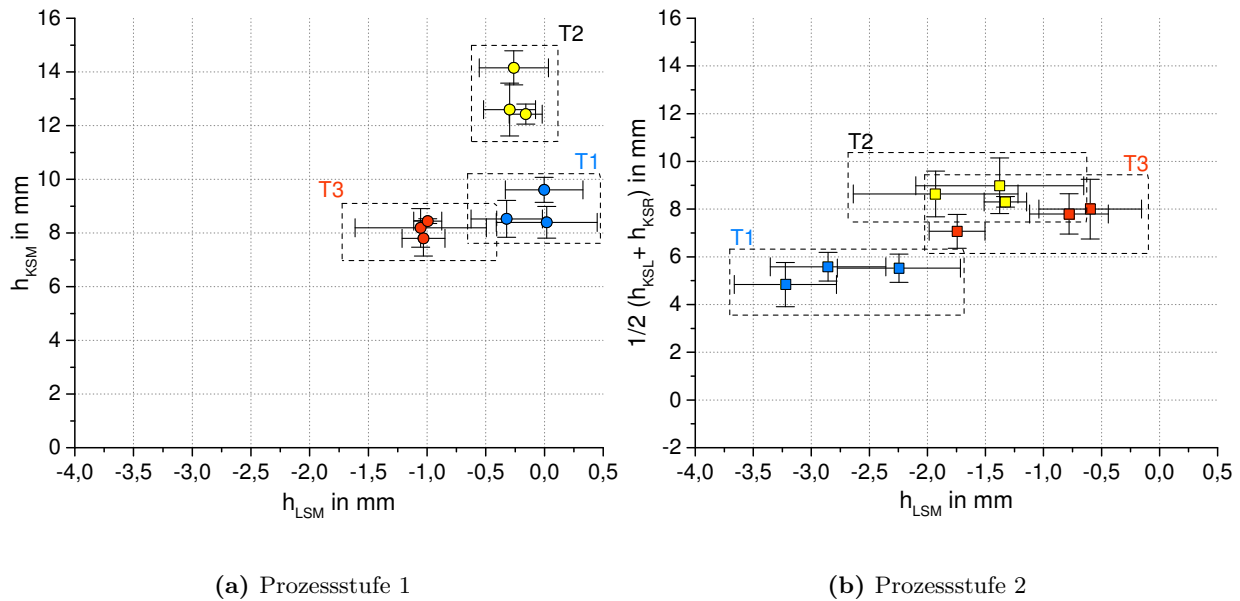 16
14
12
10
8
6
4
2
0
h_KSM in mm
T2
T1
T3
-4,0 -3,5 -3,0 -2,5 -2,0 -1,5 -1,0 -0,5 0,0 0,5
h_LSM in mm
(a) Prozessstufe 1
16
14
12
10
8
6
4
2
0
-2
1/2 (h_KSL + h_KSR) in mm
T2
T3
T1
-4,0 -3,5 -3,0 -2,5 -2,0 -1,5 -1,0 -0,5 0,0 0,5
h_LSM in mm
(b) Prozessstufe 2